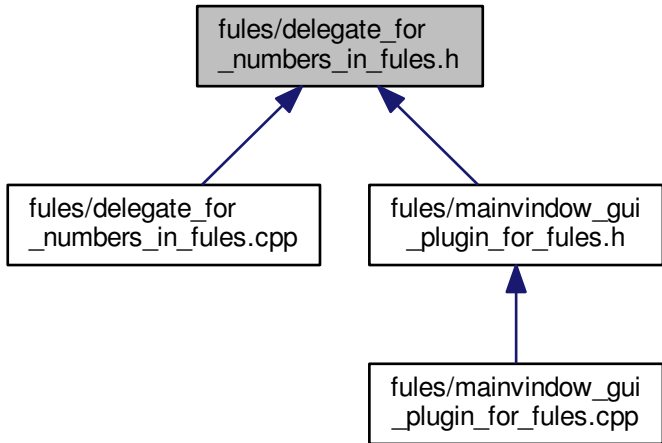 fules/delegate_for
_numbers_in_fules.h
fules/delegate_for
_numbers_in_fules.cpp
fules/mainvindow_gui
_plugin_for_fules.h
fules/mainvindow_gui
_plugin_for_fules.cpp